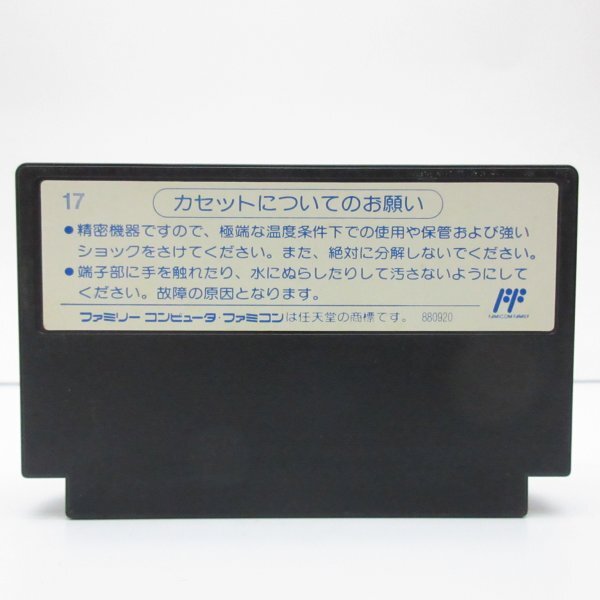 17
カセットについてのお願い
●精密機器ですので、極端な温度条件下での使用や保管および強い
ショックをさけてください。また、絶対に分解しないでください。
●端子部に手を触れたり、水にぬらしたりして汚さないようにして
ください。故障の原因となります。
ファミリー コンピュータ・ファミコンは任天堂の商標です。 880920
FF
FAMICOM FAMILY